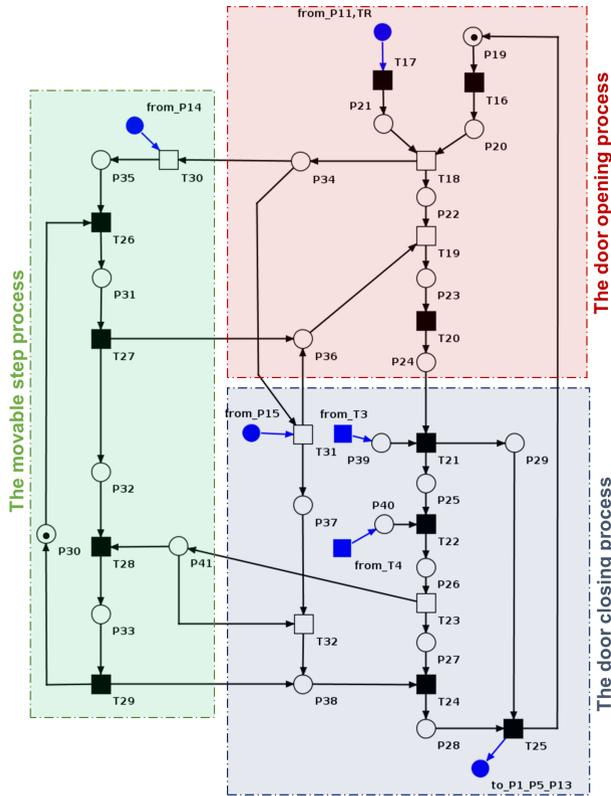 from_P11,TR
P19
T17
T16
P21
P20
from_P14
T18
P34
T30
P35
P22
T26
T19
P31
P23
T20
T27
P36
P24
from_P15
from_T3
T31
P39
T21
P29
P32
P25
P40
P37
T22
P30
T28
P41
from_T4
P26
T23
P33
T32
P27
T29
P38
T24
P28
T25
to_P1_P5_P13
The movable step process
The door opening process
The door closing process